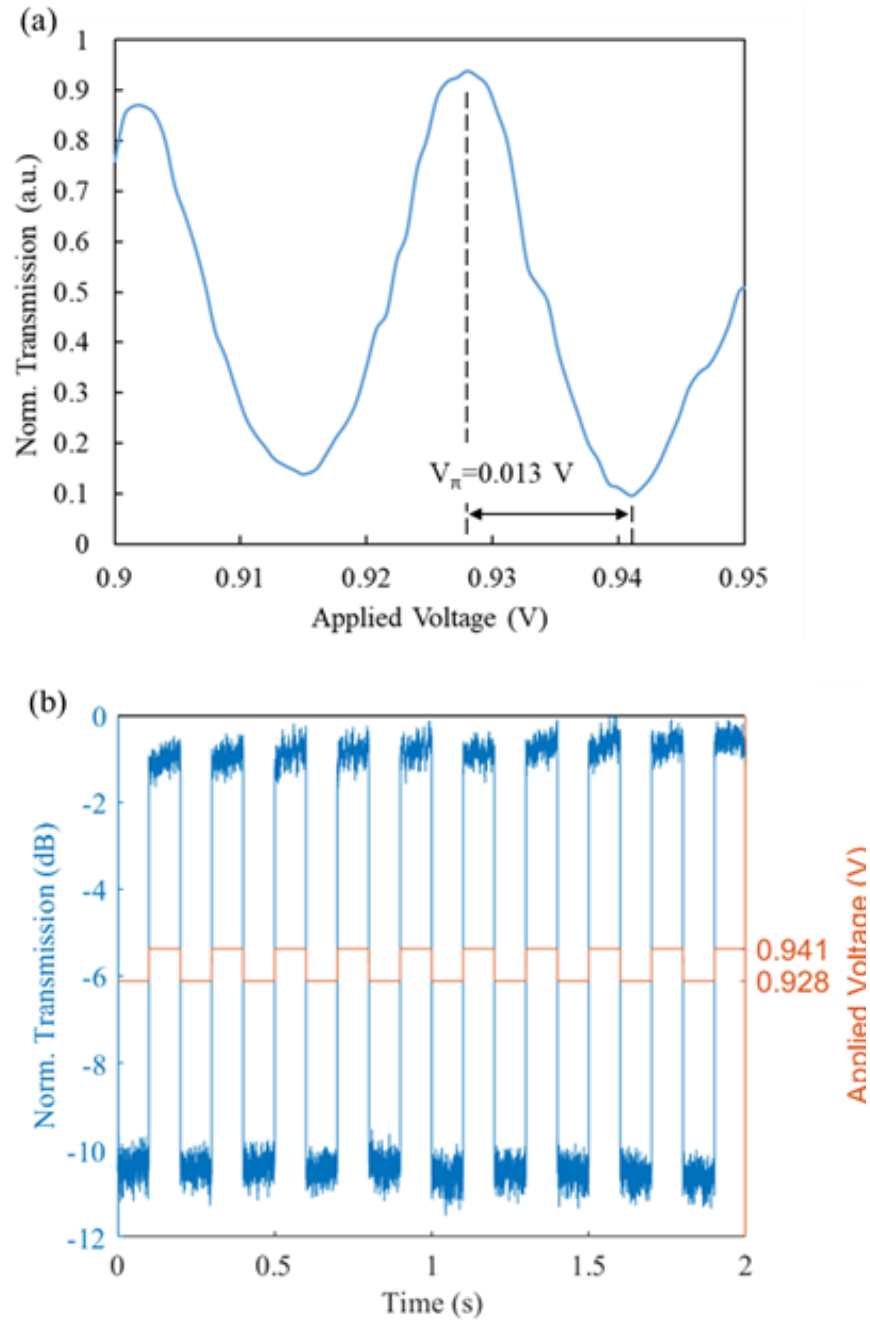 (a)
1
0.9
0.8
0.7
0.6
0.5
0.4
0.3
0.2
0.1
0
Norm. Transmission (a.u.)
Vπ=0.013 V
0.9 0.91 0.92 0.93 0.94 0.95
Applied Voltage (V)
(b)
0
-2
-4
-6
-8
-10
-12
Norm. Transmission (dB)
0.941
0.928
Applied Voltage (V)
0 0.5 1 1.5 2
Time (s)